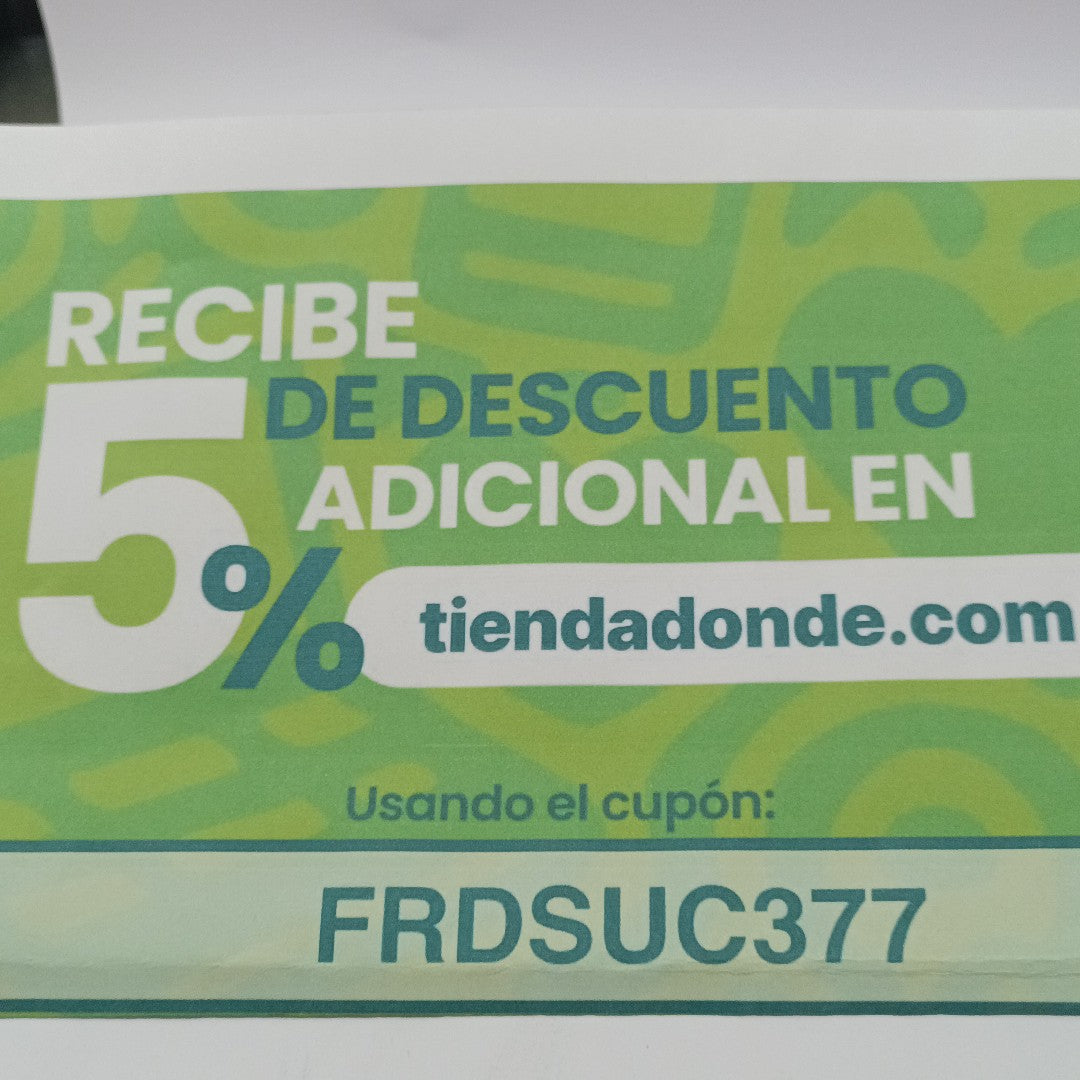 RECIBE
5% DE DESCUENTO
ADICIONAL EN
tiendadonde.com
Usando el cupón:
FRDSUC377